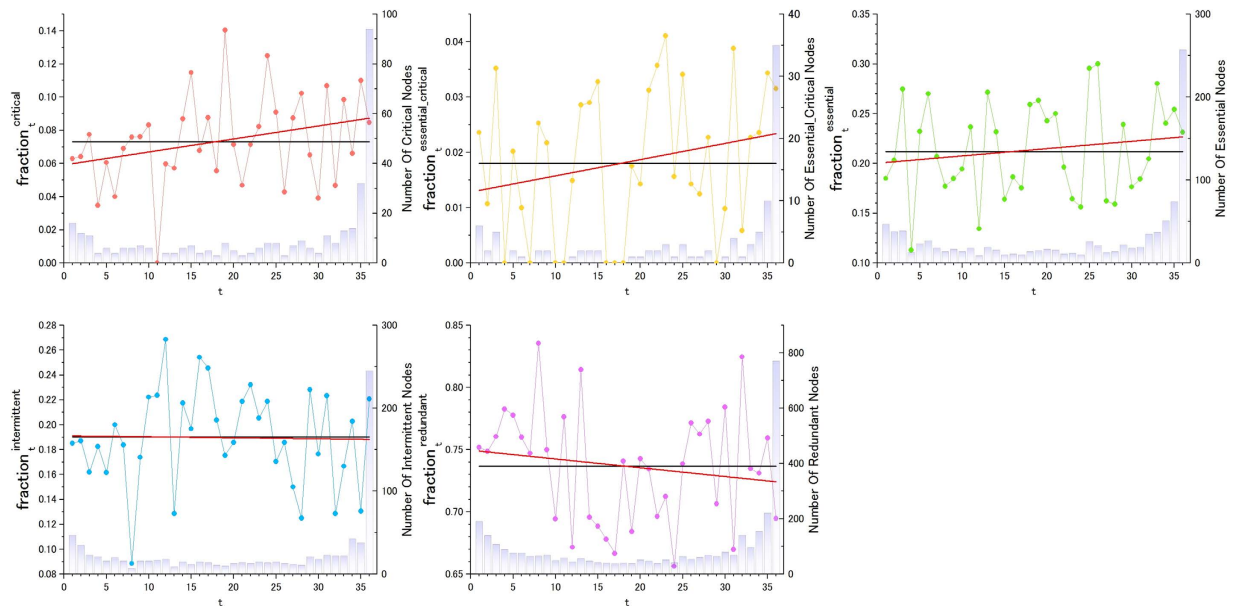 0.14
0.12
0.10
0.08
0.06
0.04
0.02
0.00
fraction t critical
0 5 10 15 20 25 30 35
t
100
80
60
40
20
0
Number Of Critical Nodes
0.04
0.03
0.02
0.01
0.00
fraction t essential_critical
0 5 10 15 20 25 30 35
t
40
30
20
10
0
Number Of Essential_Critical Nodes
0.35
0.30
0.25
0.20
0.15
0.10
fraction t essential
0 5 10 15 20 25 30 35
t
300
200
100
0
Number Of Essential Nodes
0.28
0.26
0.24
0.22
0.20
0.18
0.16
0.14
0.12
0.10
0.08
fraction t intermittent
0 5 10 15 20 25 30 35
t
300
200
100
0
Number Of Intermittent Nodes
0.85
0.80
0.75
0.70
0.65
fraction t redundant
0 5 10 15 20 25 30 35
t
800
600
400
200
0
Number Of Redundant Nodes